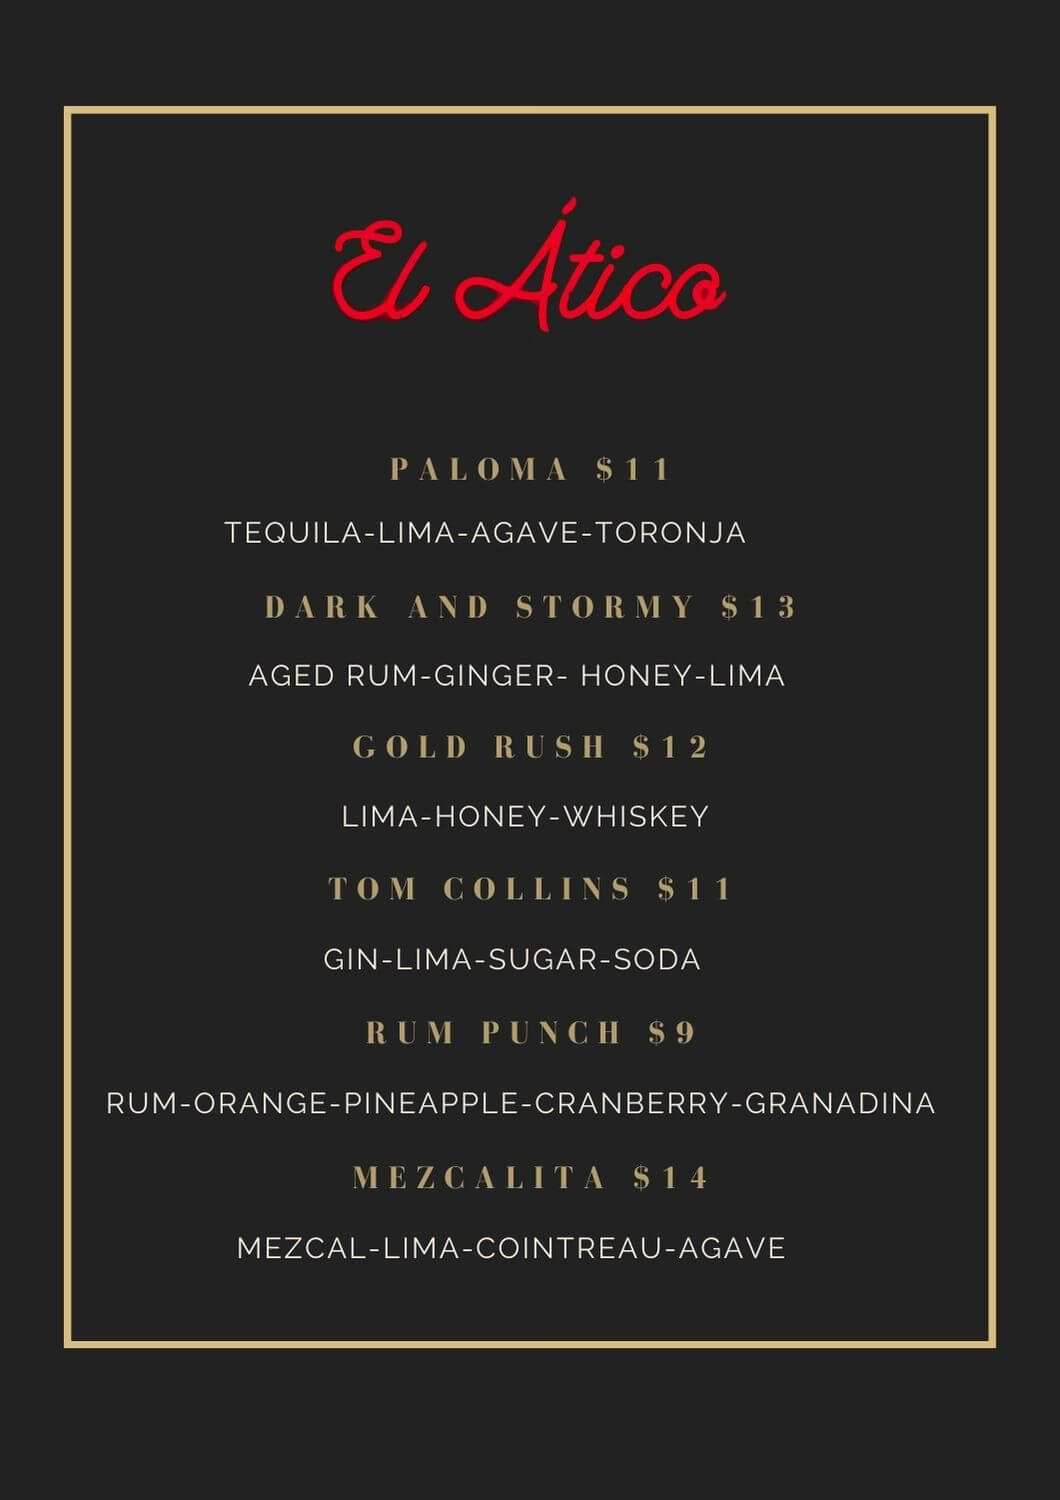 El Ático
PALOMA $11
TEQUILA-LIMA-AGAVE-TORONJA
DARK AND STORMY $13
AGED RUM-GINGER- HONEY-LIMA
GOLD RUSH $12
LIMA-HONEY-WHISKEY
TOM COLLINS $11
GIN-LIMA-SUGAR-SODA
RUM PUNCH $9
RUM-ORANGE-PINEAPPLE-CRANBERRY-GRANADINA
MEZCALITA $14
MEZCAL-LIMA-COINTREAU-AGAVE